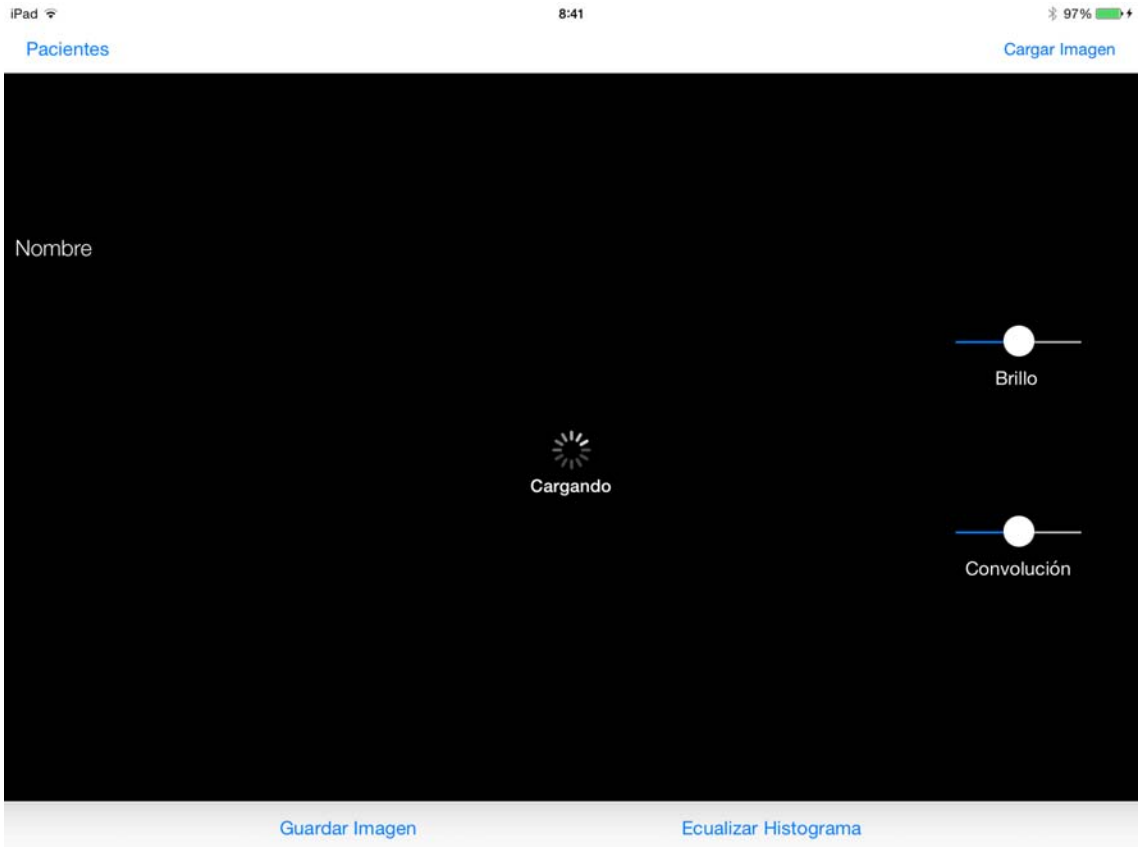 iPad 8:41 97%
Pacientes Cargar Imagen
Nombre
Brillo
Cargando
Convolución
Guardar Imagen Ecualizar Histograma